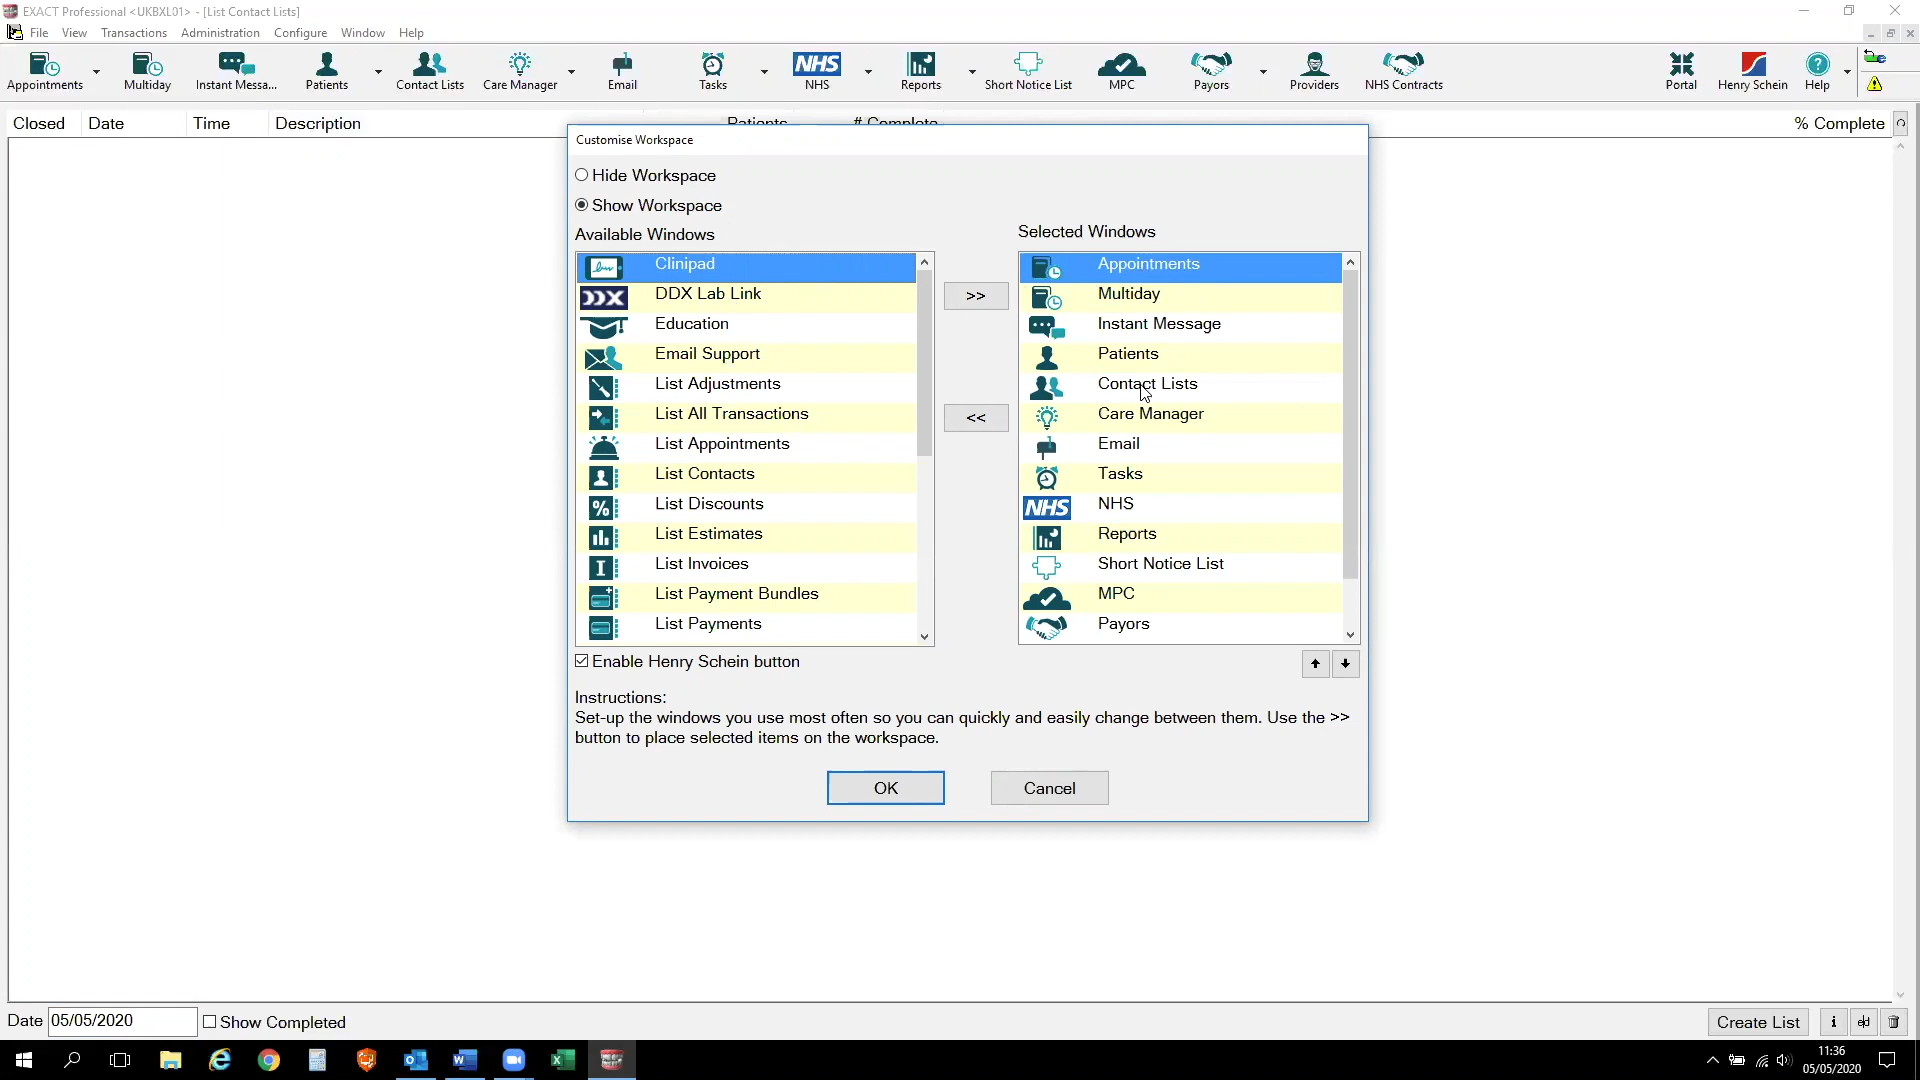 EXACT Professional <UKBXL01> - [List Contact Lists]
File View Transactions Administration Configure Window Help
Appointments Multiday Instant Messa... Patients Contact Lists Care Manager Email Tasks NHS NHS Reports Short Notice List MPC Payors Providers NHS Contracts Portal Henry Schein ? Help
Closed Date Time Description Patients # Complete % Complete
Customise Workspace
Hide Workspace
Show Workspace
Available Windows
Clinipad
DDX DDX Lab Link
Education
Email Support
List Adjustments
List All Transactions
List Appointments
List Contacts
% List Discounts
List Estimates
I List Invoices
List Payment Bundles
List Payments
>>
<<
Selected Windows
Appointments
Multiday
Instant Message
Patients
Contact Lists
Care Manager
Email
Tasks
NHS NHS
Reports
Short Notice List
MPC
Payors
Enable Henry Schein button
Instructions:
Set-up the windows you use most often so you can quickly and easily change between them. Use the >>
button to place selected items on the workspace.
OK Cancel
Date 05/05/2020 Show Completed Create List i
11:36
05/05/2020